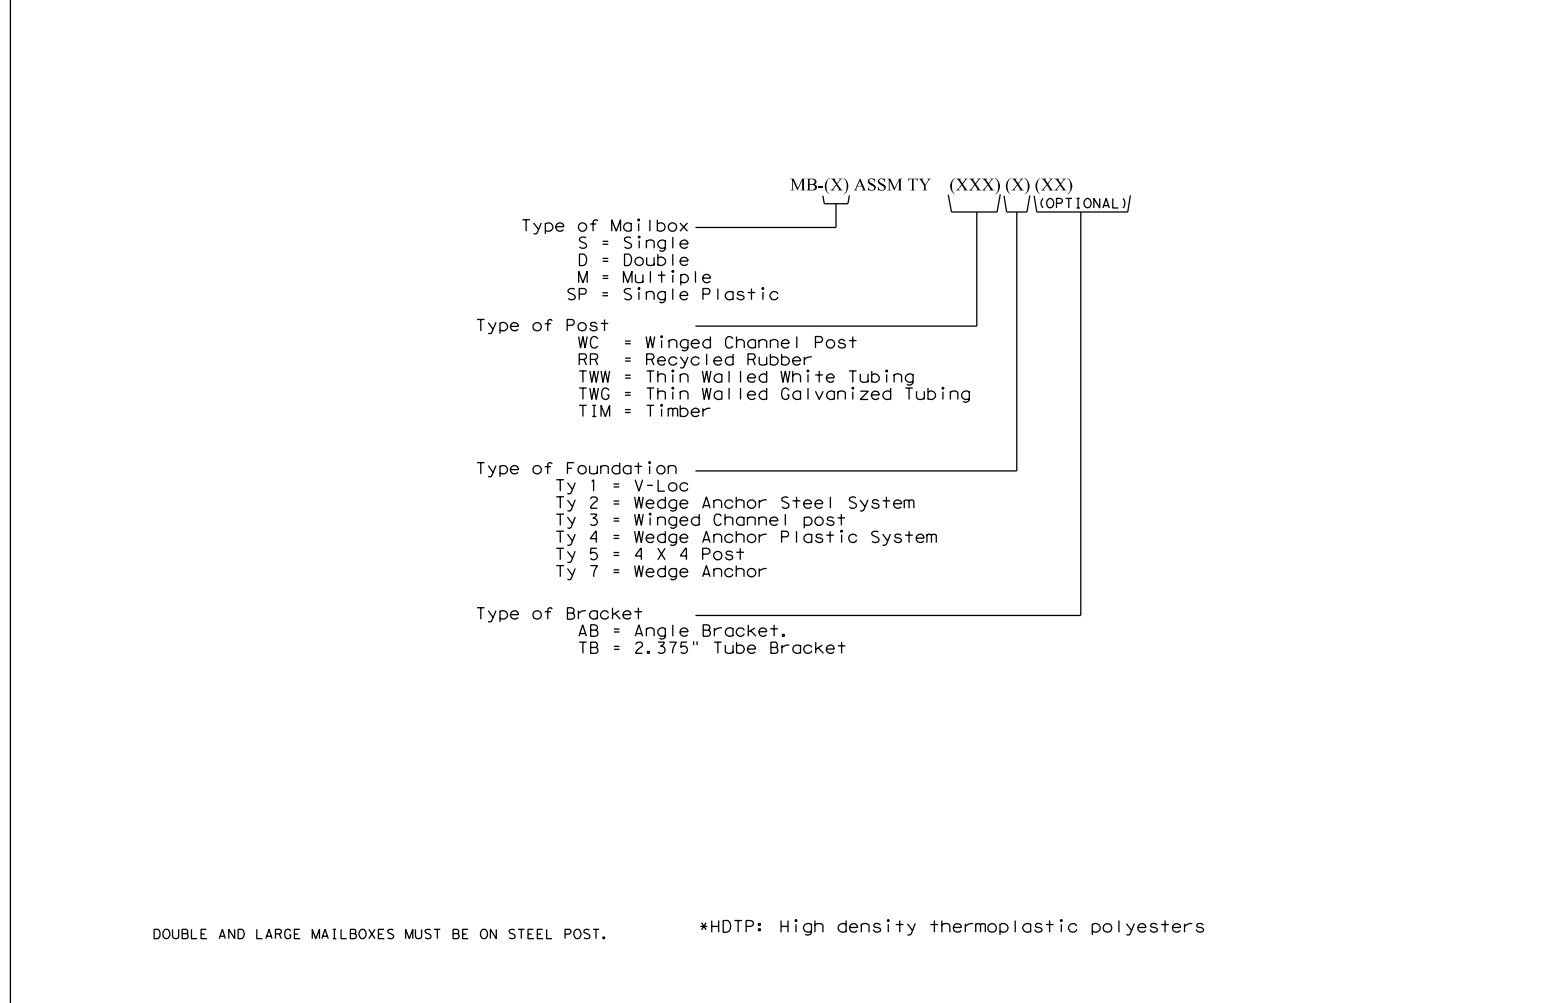 MB-(X) ASSM TY (XXX) (X) (XX)
(OPTIONAL)
Type of Mailbox
S = Single
D = Double
M = Multiple
SP = Single Plastic
Type of Post
WC = Winged Channel Post
RR = Recycled Rubber
TWW = Thin Walled White Tubing
TWG = Thin Walled Galvanized Tubing
TIM = Timber
Type of Foundation
Ty 1 = V-Loc
Ty 2 = Wedge Anchor Steel System
Ty 3 = Winged Channel post
Ty 4 = Wedge Anchor Plastic System
Ty 5 = 4 X 4 Post
Ty 7 = Wedge Anchor
Type of Bracket
AB = Angle Bracket.
TB = 2.375" Tube Bracket
DOUBLE AND LARGE MAILBOXES MUST BE ON STEEL POST.
*HDTP: High density thermoplastic polyesters